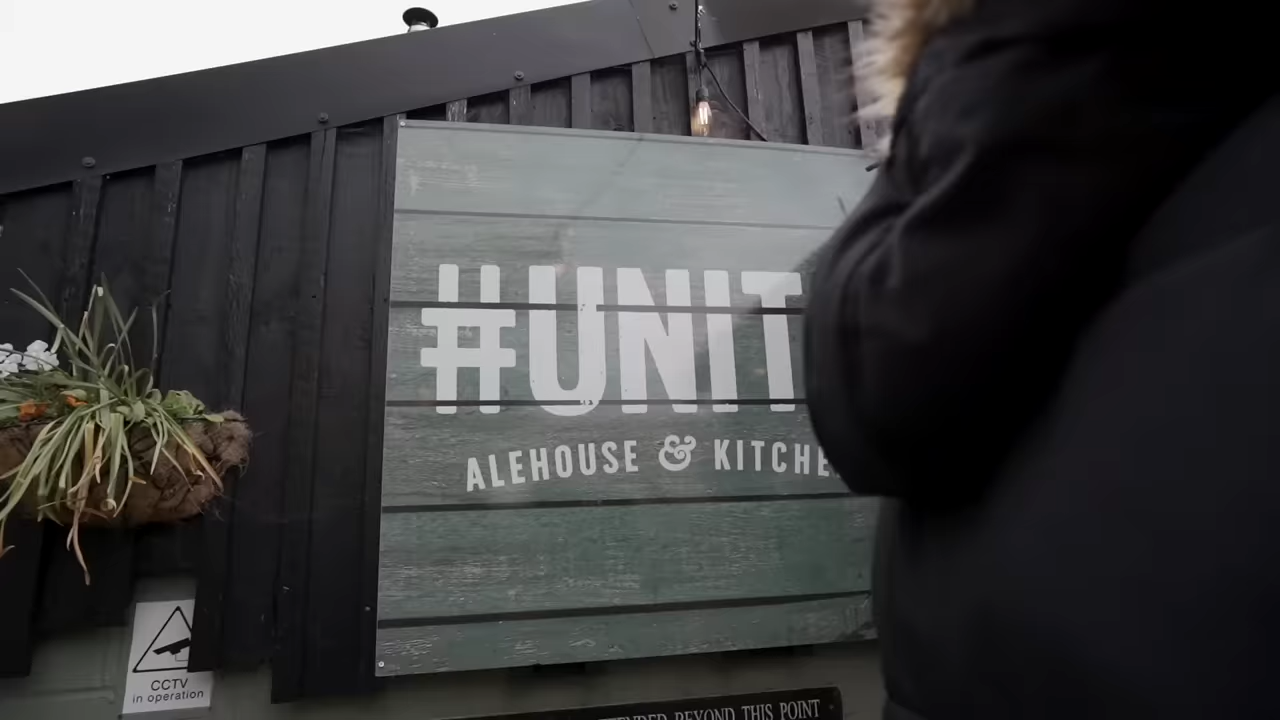 #UNIT
ALEHOUSE & KITCHE
CCTV
in operation
BEYOND THIS POINT